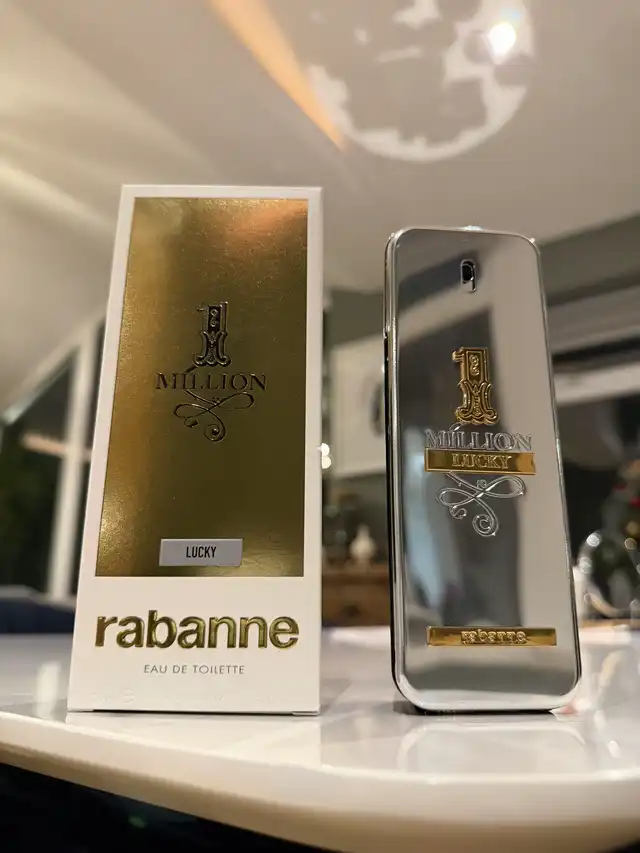 1
MILLION
LUCKY
rabanne
EAU DE TOILETTE
1
MILLION
LUCKY
rabanne